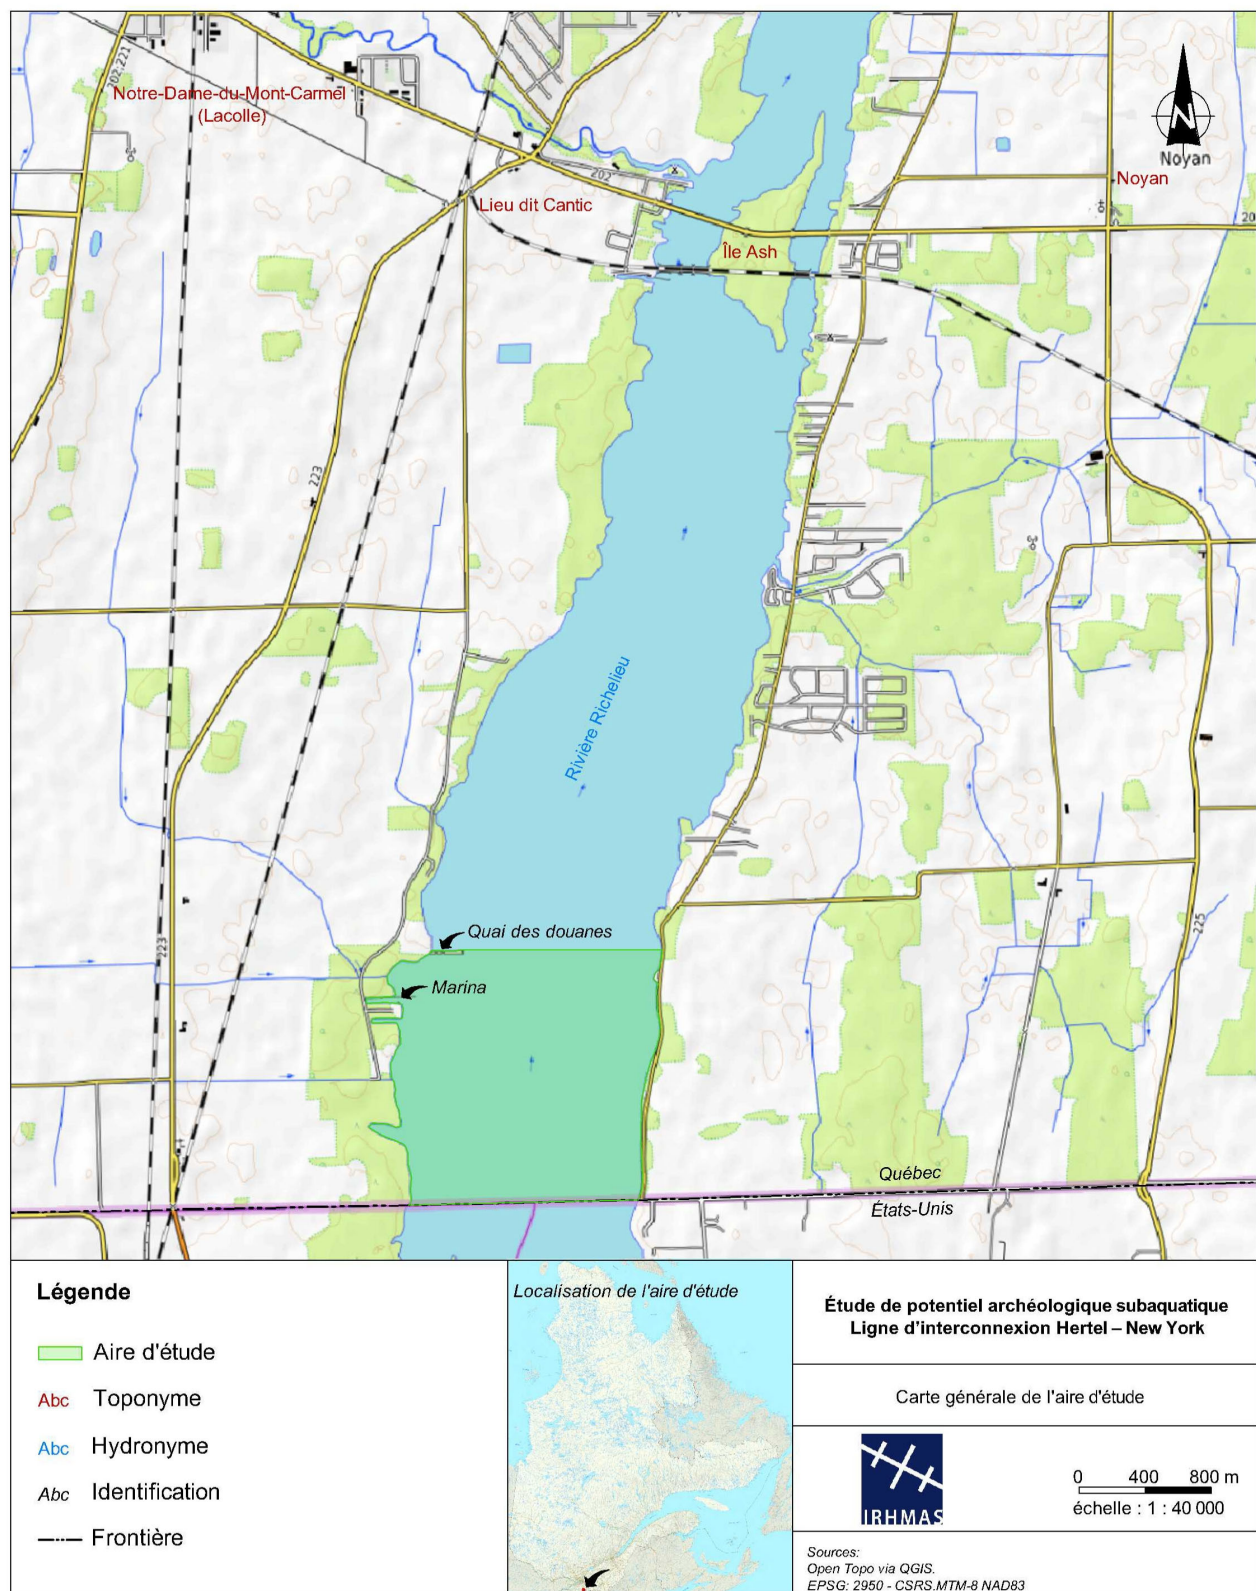 202,221
Notre-Dame-du-Mont-Carmel
(Lacolle)
N
Noyan
Noyan
202
Lieu dit Cantic
20
Île Ash
223
Rivière Richelieu
Quai des douanes
223
225
Marina
Québec
États-Unis
Légende
Aire d'étude
Abc Toponyme
Abc Hydronyme
Abc Identification
Frontière
Localisation de l'aire d'étude
Étude de potentiel archéologique subaquatique
Ligne d'interconnexion Hertel – New York
Carte générale de l'aire d'étude
IRHMAS
0 400 800 m
échelle : 1 : 40 000
Sources:
Open Topo via QGIS.
EPSG: 2950 - CSRS.MTM-8 NAD83